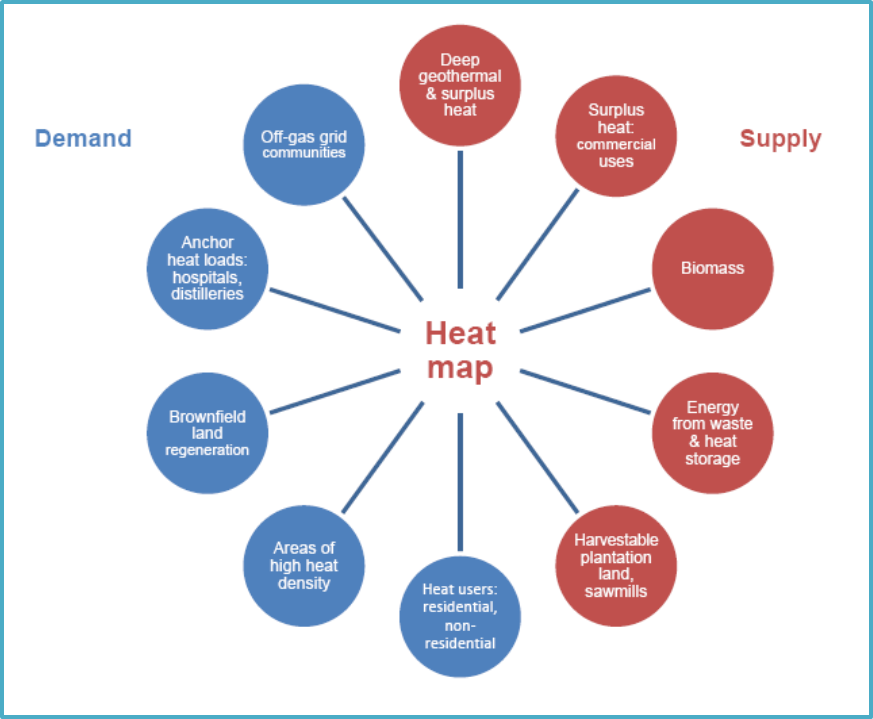 Demand
Supply
Deep
geothermal
& surplus
heat
Surplus
heat:
commercial
uses
Biomass
Energy
from waste
& heat
storage
Harvestable
plantation
land,
sawmills
Heat users:
residential,
non-
residential
Areas of
high heat
density
Brownfield
land
regeneration
Anchor
heat loads:
hospitals,
distilleries
Off-gas grid
communities
Heat
map